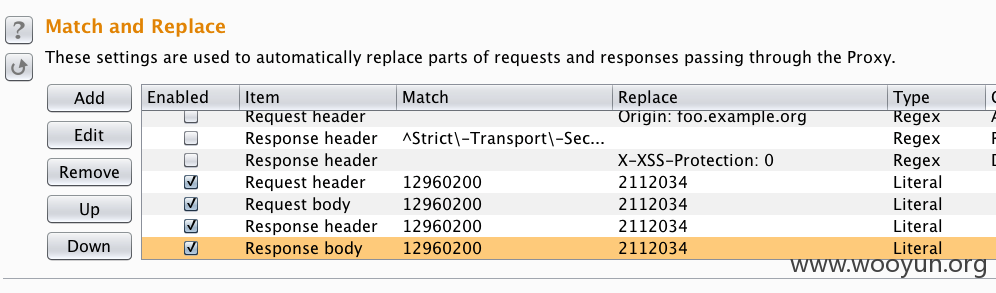 ?
Match and Replace
These settings are used to automatically replace parts of requests and responses passing through the Proxy.
Add
Edit
Remove
Up
Down
Enabled Item Match Replace Type
Request header Origin: foo.example.org Regex
Response header ^Strict\-Transport\-Sec... Regex
Response header X-XSS-Protection: 0 Regex
Request header 12960200 2112034 Literal
Request body 12960200 2112034 Literal
Response header 12960200 2112034 Literal
Response body 12960200 2112034 Literal
www.wooyun.org